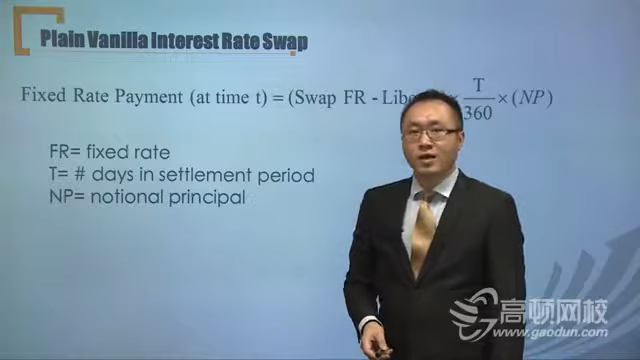 Plain Vanilla Interest Rate Swap
Fixed Rate Payment (at time t) = (Swap FR - Libo × T/360 × (NP)
FR= fixed rate
T= # days in settlement period
NP= notional principal
高顿网校
www.gaodun.com